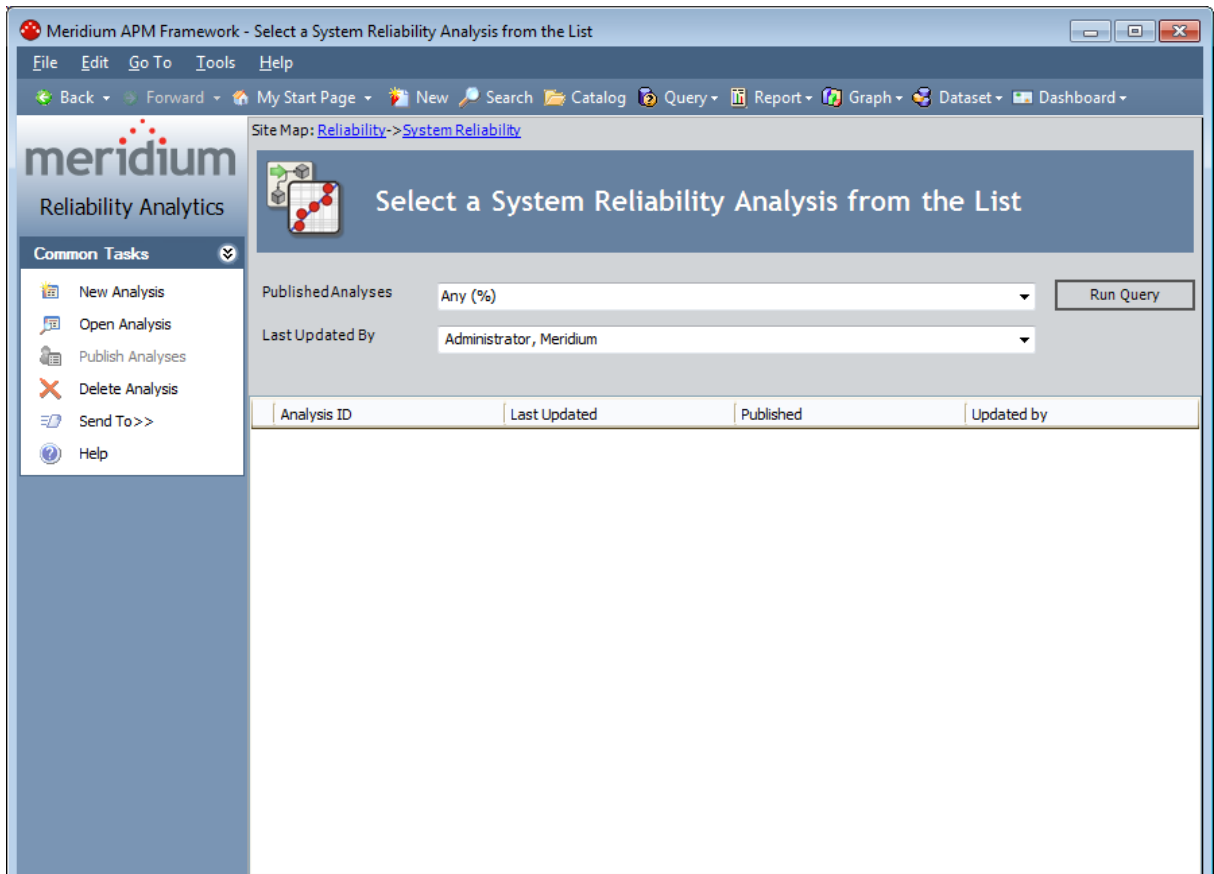 Meridium APM Framework - Select a System Reliability Analysis from the List
File Edit Go To Tools Help
Back Forward My Start Page New Search Catalog Query Report Graph Dataset Dashboard
Site Map: Reliability->System Reliability
meridium
Reliability Analytics
Select a System Reliability Analysis from the List
Common Tasks
New Analysis
Open Analysis
Publish Analyses
Delete Analysis
Send To>>
Help
Published Analyses Any (%) Run Query
Last Updated By Administrator, Meridium
Analysis ID Last Updated Published Updated by